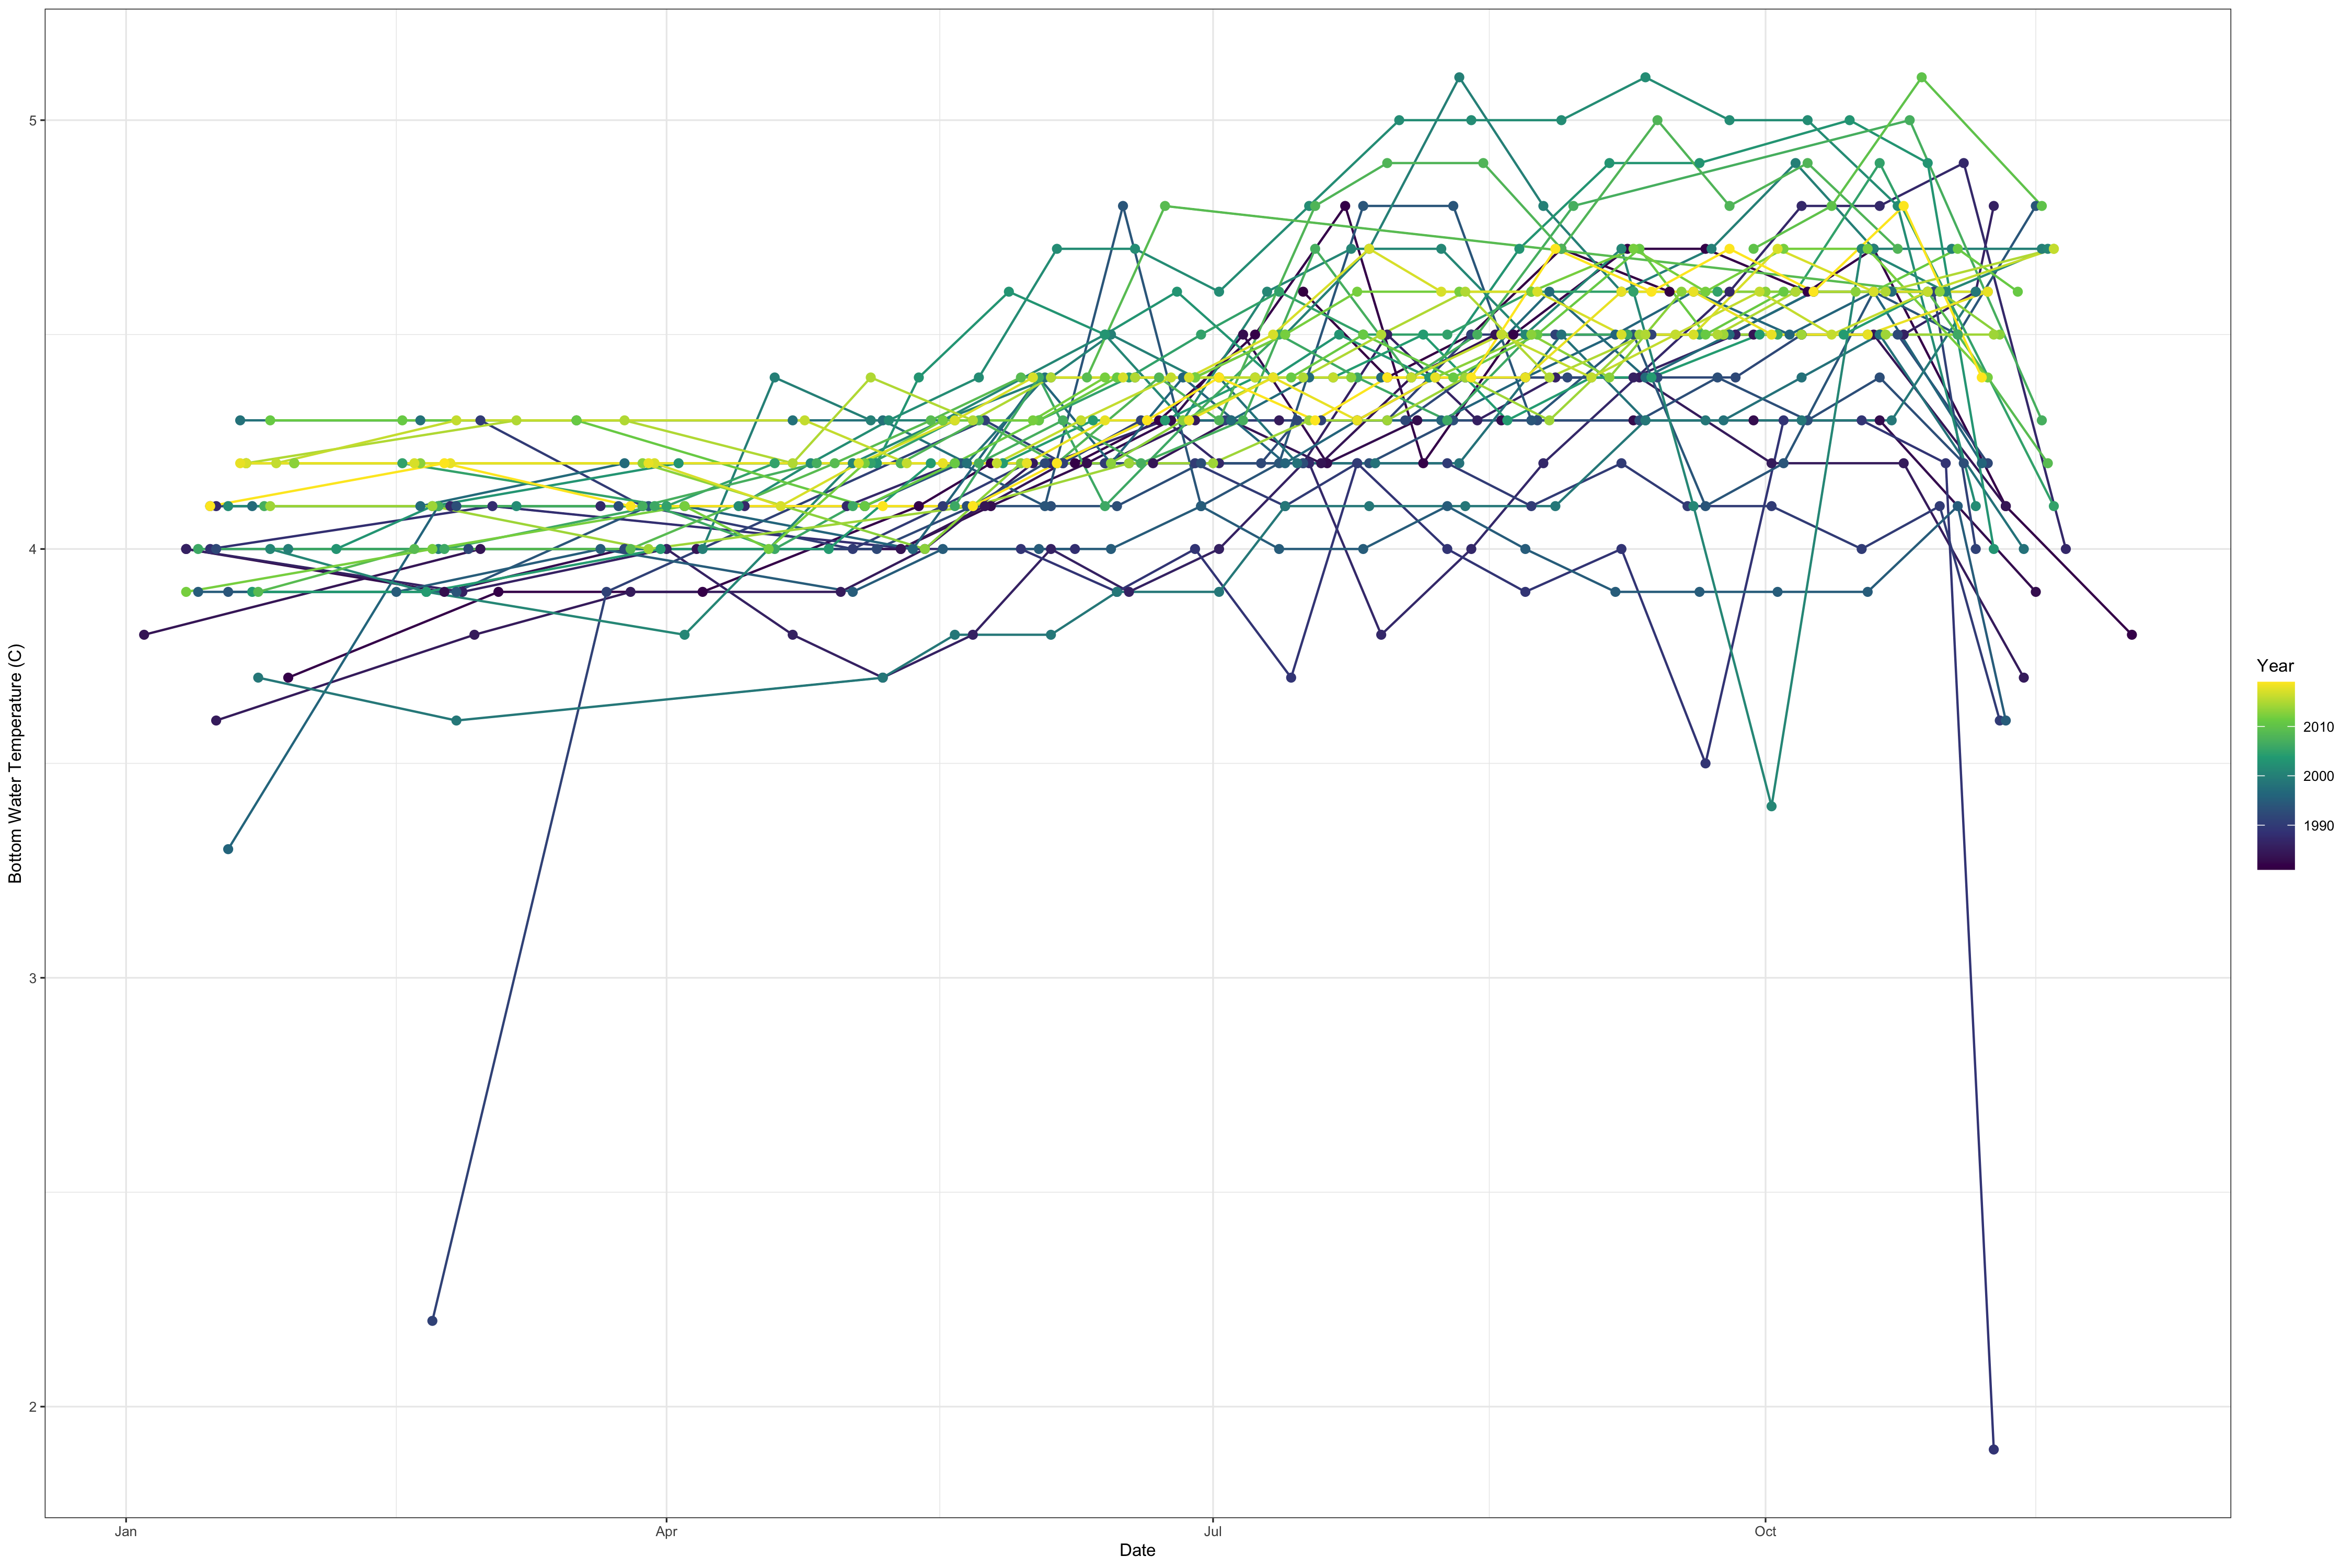 5
4
3
2
Bottom Water Temperature (C)
Jan
Apr
Jul
Oct
Date
Year
2010
2000
1990